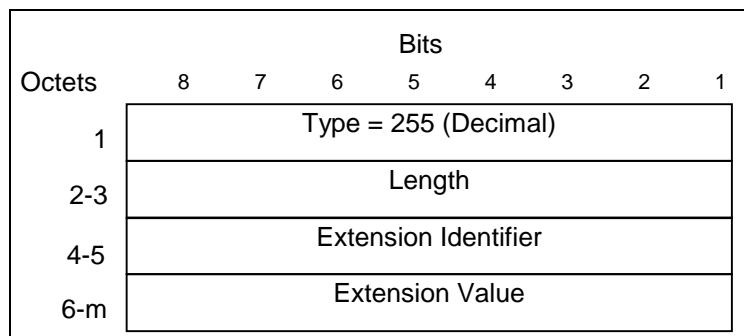 Bits
Octets 8 7 6 5 4 3 2 1
1 Type = 255 (Decimal)
2-3 Length
4-5 Extension Identifier
6-m Extension Value